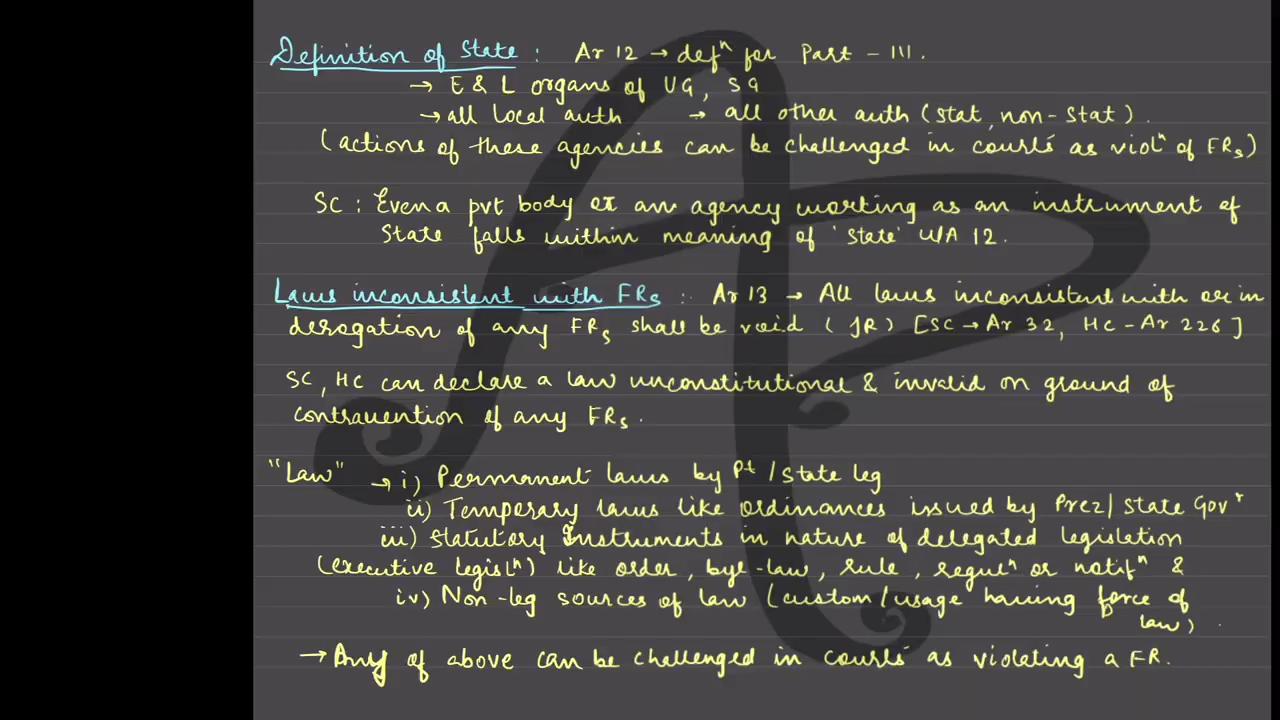 Definition of State : Ar 12 → defⁿ for Part - III.
→ E & L organs of UG, SG
→ all local auth → all other auth (stat, non-stat).
(actions of these agencies can be challenged in courts as violⁿ of FRs)
SC : Even a pvt body or an agency working as an instrument of
State falls within meaning of 'state' U/A 12.
Laws inconsistent with FRs : Ar 13 → All laws inconsistent with or in
derogation of any FRs shall be void (JR) [SC → Ar 32, HC - Ar 226]
SC, HC can declare a law unconstitutional & invalid on ground of
contravention of any FRs.
"Law" → i) Permanent laws by Pt / State leg
ii) Temporary laws like ordinances issued by Prez/ State Govʳ
iii) Statutory Instruments in nature of delegated legislation
(executive legislⁿ) like order, bye-law, rule, regulⁿ or notifⁿ &
iv) Non-leg sources of law (custom/usage having force of
law)
→ Any of above can be challenged in courts as violating a FR.